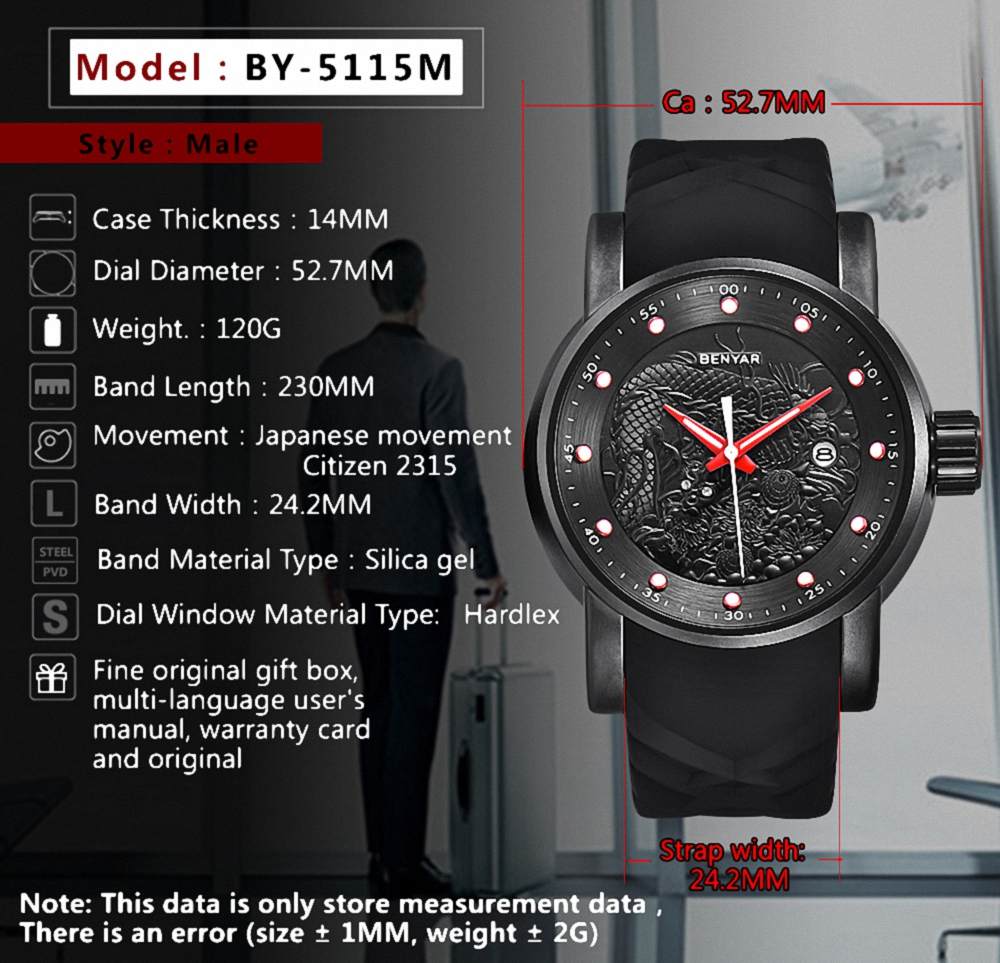 Model : BY-5115M
Style : Male
Case Thickness : 14MM
Dial Diameter : 52.7MM
Weight. : 120G
Band Length : 230MM
Movement : Japanese movement
Citizen 2315
L
Band Width : 24.2MM
STEEL
PVD
Band Material Type : Silica gel
S
Dial Window Material Type: Hardlex
Fine original gift box,
multi-language user's
manual, warranty card
and original
Ca : 52.7MM
00
05
10
15
20
25
30
35
40
45
50
55
BENYAR
8
Strap width:
24.2MM
Note: This data is only store measurement data ,
There is an error (size ± 1MM, weight ± 2G)